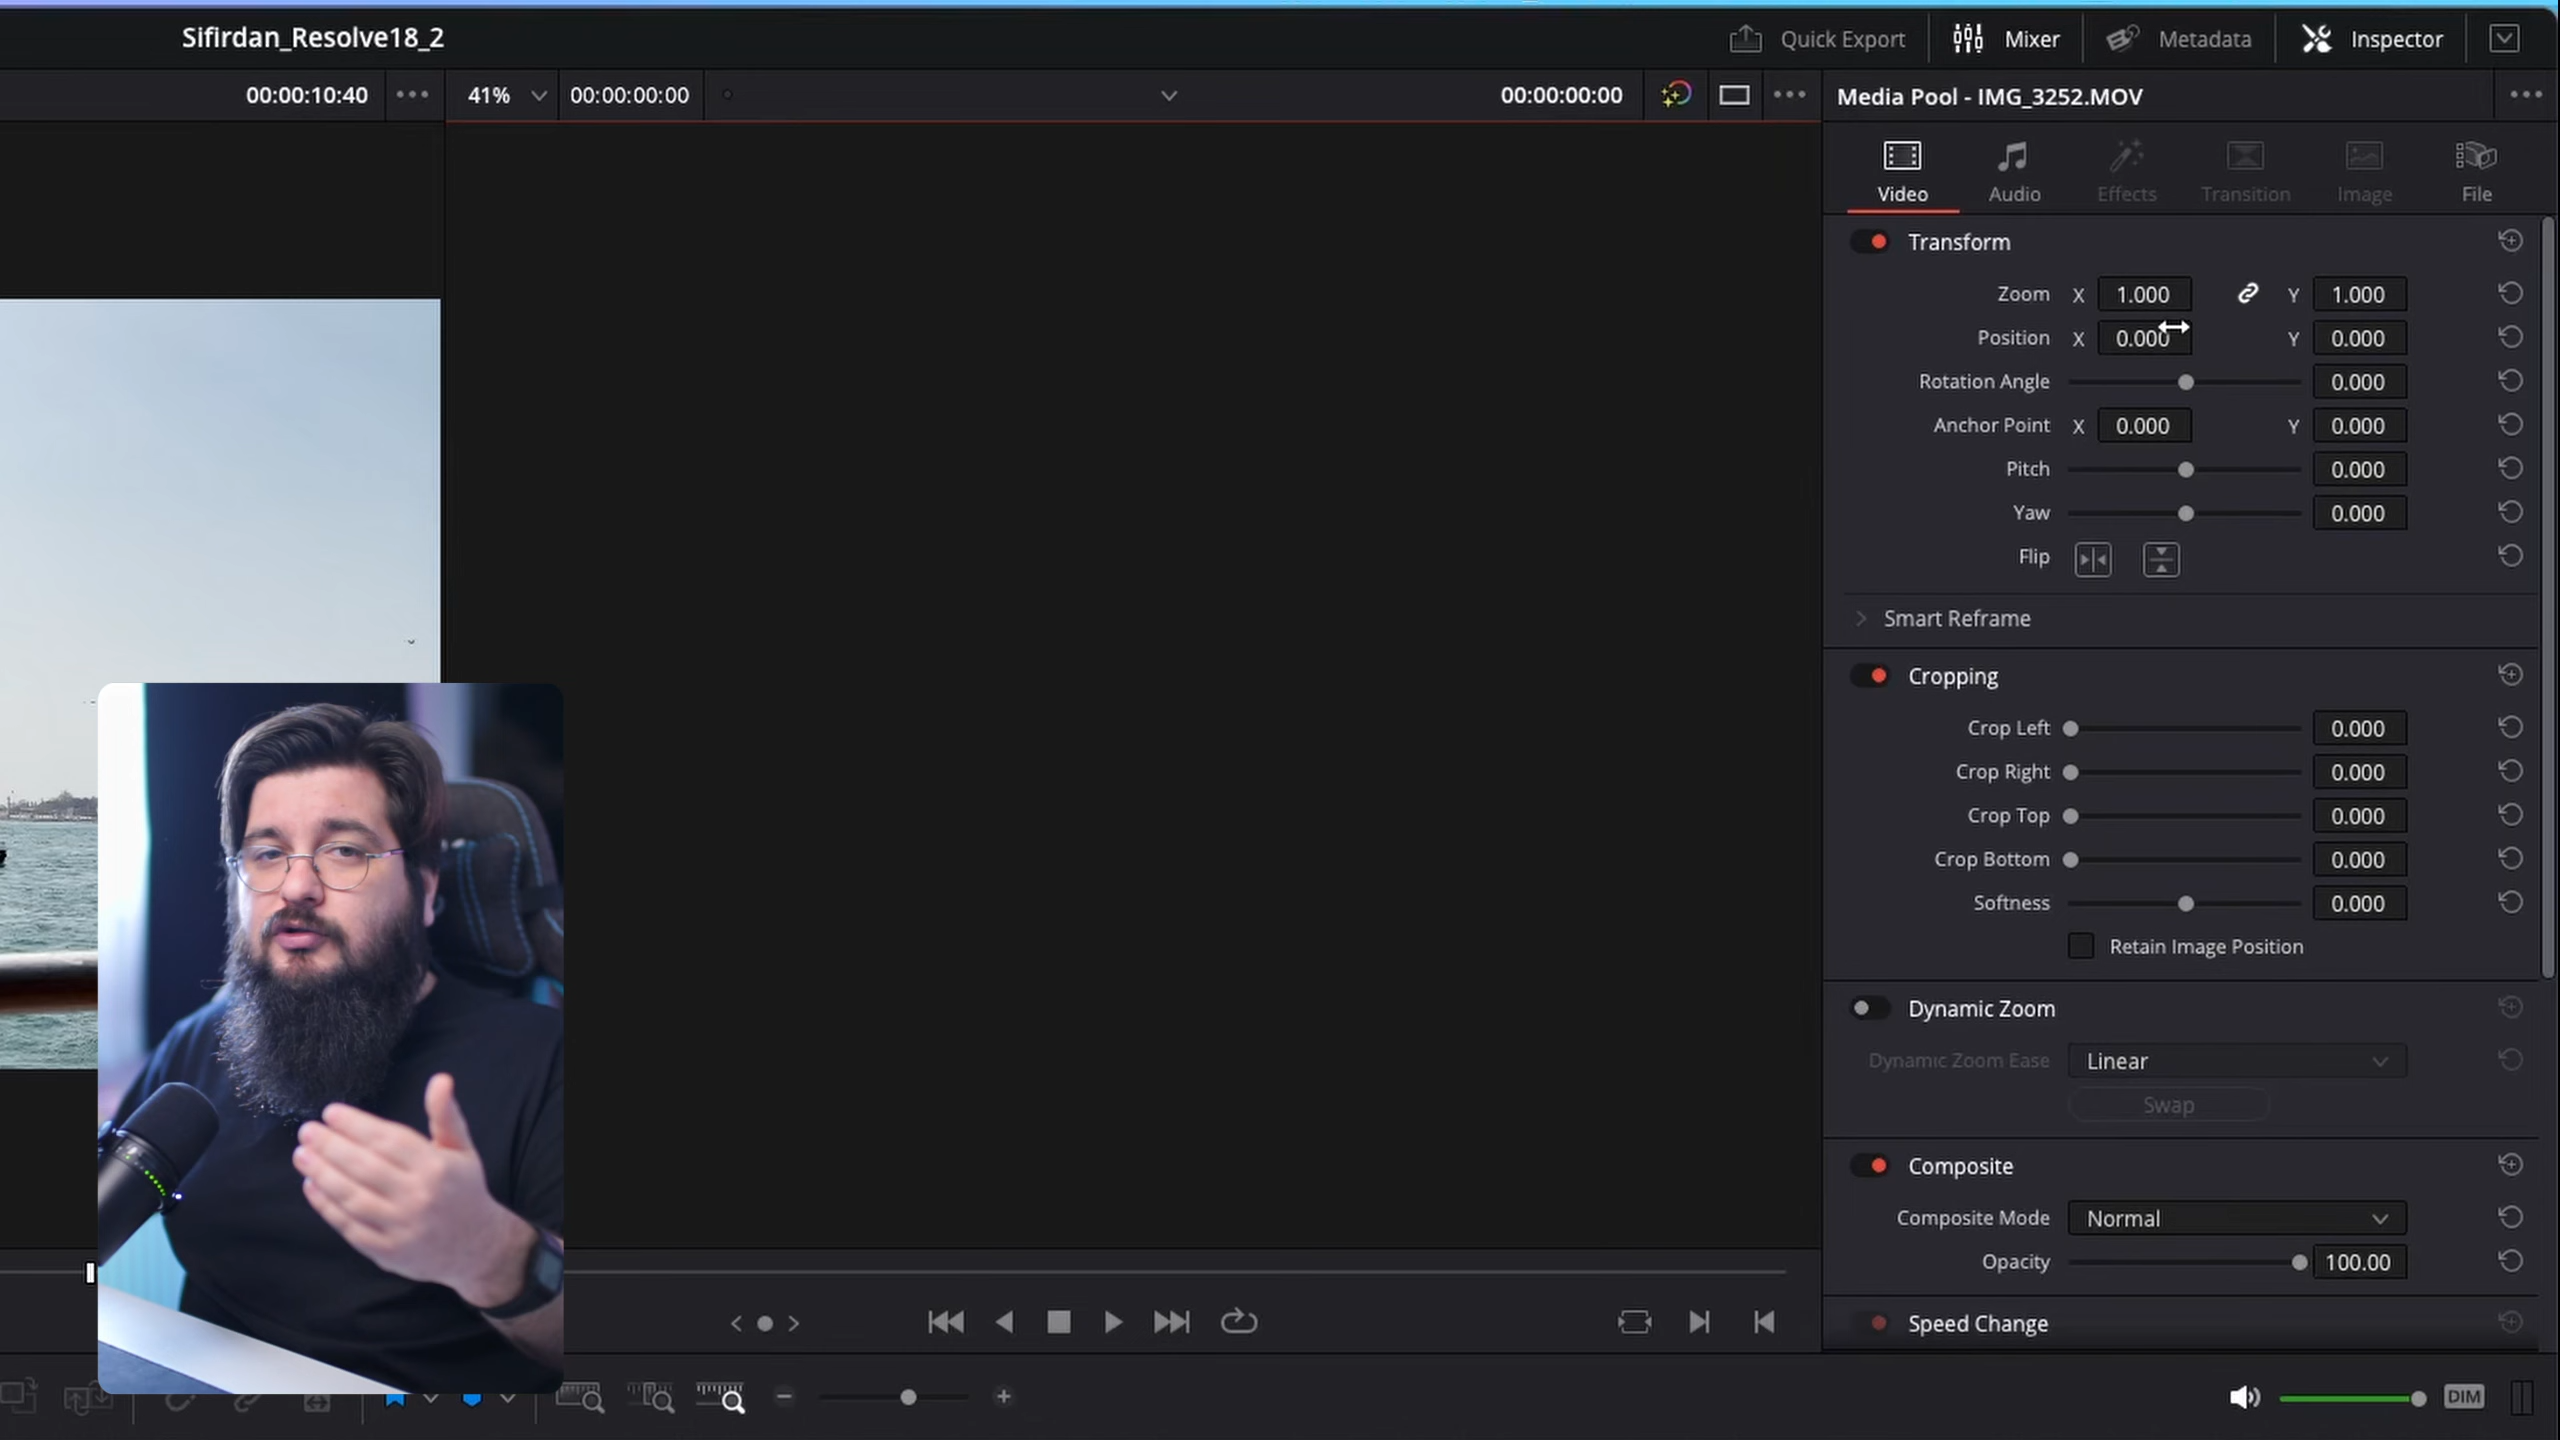 Sifirdan_Resolve18_2
Quick Export
Mixer
Metadata
Inspector
00:00:10:40
41%
00:00:00:00
00:00:00:00
Media Pool - IMG_3252.MOV
Video
Audio
Effects
Transition
Image
File
Transform
Zoom X 1.000 Y 1.000
Position X 0.000 Y 0.000
Rotation Angle 0.000
Anchor Point X 0.000 Y 0.000
Pitch 0.000
Yaw 0.000
Flip
Smart Reframe
Cropping
Crop Left 0.000
Crop Right 0.000
Crop Top 0.000
Crop Bottom 0.000
Softness 0.000
Retain Image Position
Dynamic Zoom
Dynamic Zoom Ease Linear
Swap
Composite
Composite Mode Normal
Opacity 100.00
Speed Change
DIM